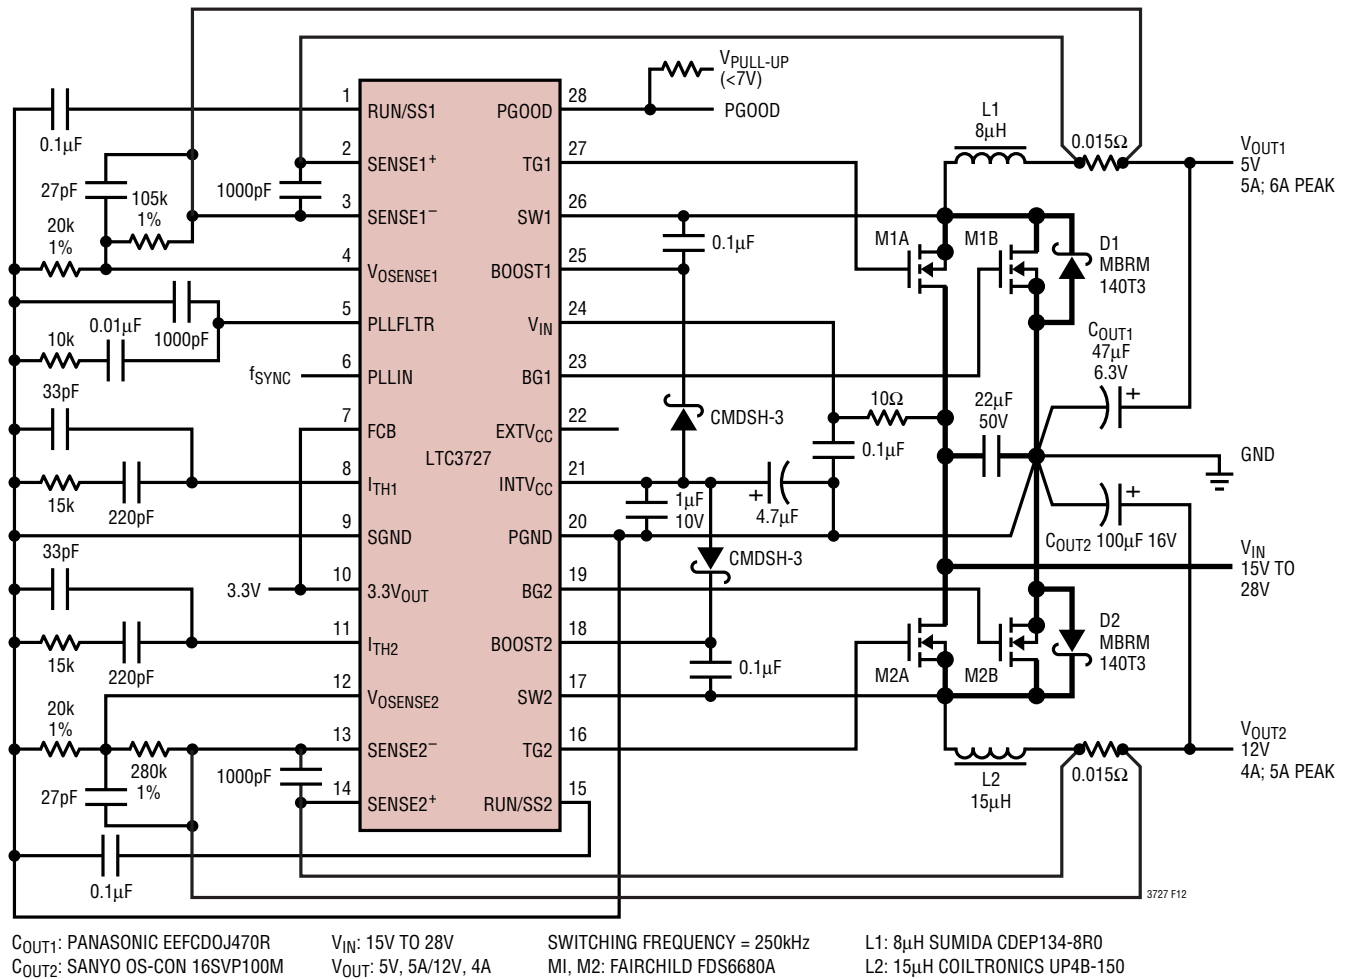 V_PULL-UP
(<7V)
PGOOD
0.1µF
1
RUN/SS1
PGOOD
28
L1
8µH
0.015Ω
V_OUT1
5V
5A; 6A PEAK
27pF
105k
1%
1000pF
2
SENSE1+
TG1
27
20k
1%
3
SENSE1–
SW1
26
0.1µF
M1A
M1B
D1
MBRM
140T3
4
V_OSENSE1
BOOST1
25
0.01µF
1000pF
10k
5
PLLFLTR
V_IN
24
C_OUT1
47µF
6.3V
f_SYNC
6
PLLIN
BG1
23
33pF
10Ω
22µF
50V
CMDSH-3
7
FCB
EXTV_CC
22
0.1µF
LTC3727
GND
15k
220pF
8
I_TH1
INTV_CC
21
1µF
10V
4.7µF
9
SGND
PGND
20
C_OUT2 100µF 16V
33pF
CMDSH-3
V_IN
15V TO
28V
3.3V
10
3.3V_OUT
BG2
19
15k
220pF
11
I_TH2
BOOST2
18
0.1µF
M2A
M2B
D2
MBRM
140T3
12
V_OSENSE2
SW2
17
20k
1%
280k
1%
27pF
1000pF
13
SENSE2–
TG2
16
L2
15µH
0.015Ω
V_OUT2
12V
4A; 5A PEAK
14
SENSE2+
RUN/SS2
15
0.1µF
3727 F12
C_OUT1: PANASONIC EEFCDOJ470R
C_OUT2: SANYO OS-CON 16SVP100M
V_IN: 15V TO 28V
V_OUT: 5V, 5A/12V, 4A
SWITCHING FREQUENCY = 250kHz
MI, M2: FAIRCHILD FDS6680A
L1: 8µH SUMIDA CDEP134-8R0
L2: 15µH COILTRONICS UP4B-150